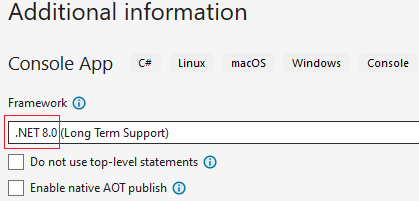 Additional information
Console App C# Linux macOS Windows Console
Framework
.NET 8.0 (Long Term Support)
Do not use top-level statements
Enable native AOT publish